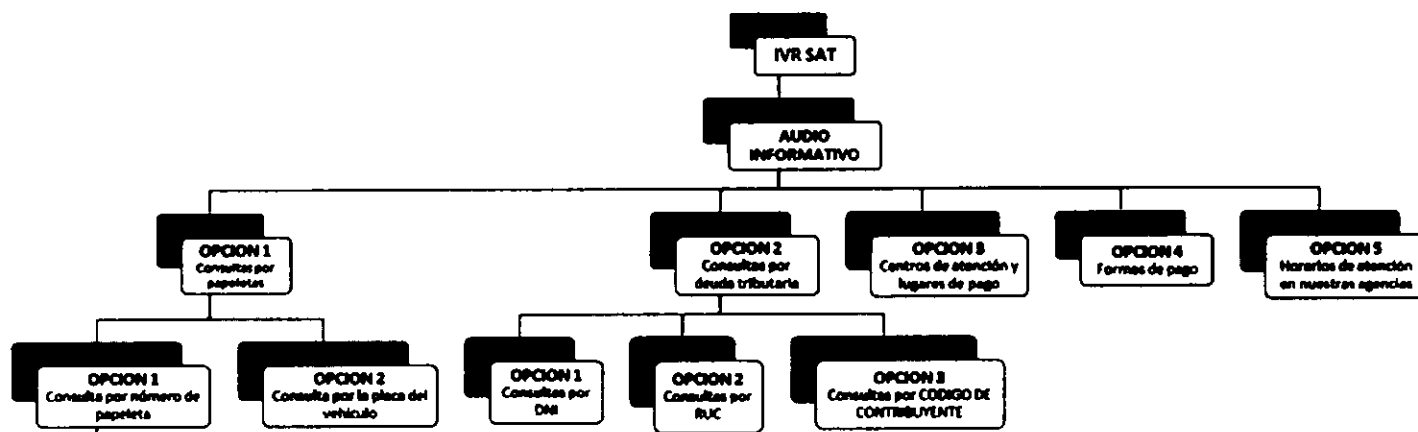 IVR SAT
AUDIO
INFORMATIVO
OPCION 1
Consultas por
papeletas
OPCION 2
Consultas por
deuda tributaria
OPCION 3
Centros de atención y
lugares de pago
OPCION 4
Formas de pago
OPCION 5
Horarios de atención
en nuestras agencias
OPCION 1
Consulta por número de
papeleta
OPCION 2
Consulta por la placa del
vehículo
OPCION 1
Consultas por
DNI
OPCION 2
Consultas por
RUC
OPCION 3
Consultas por CODIGO DE
CONTRIBUYENTE